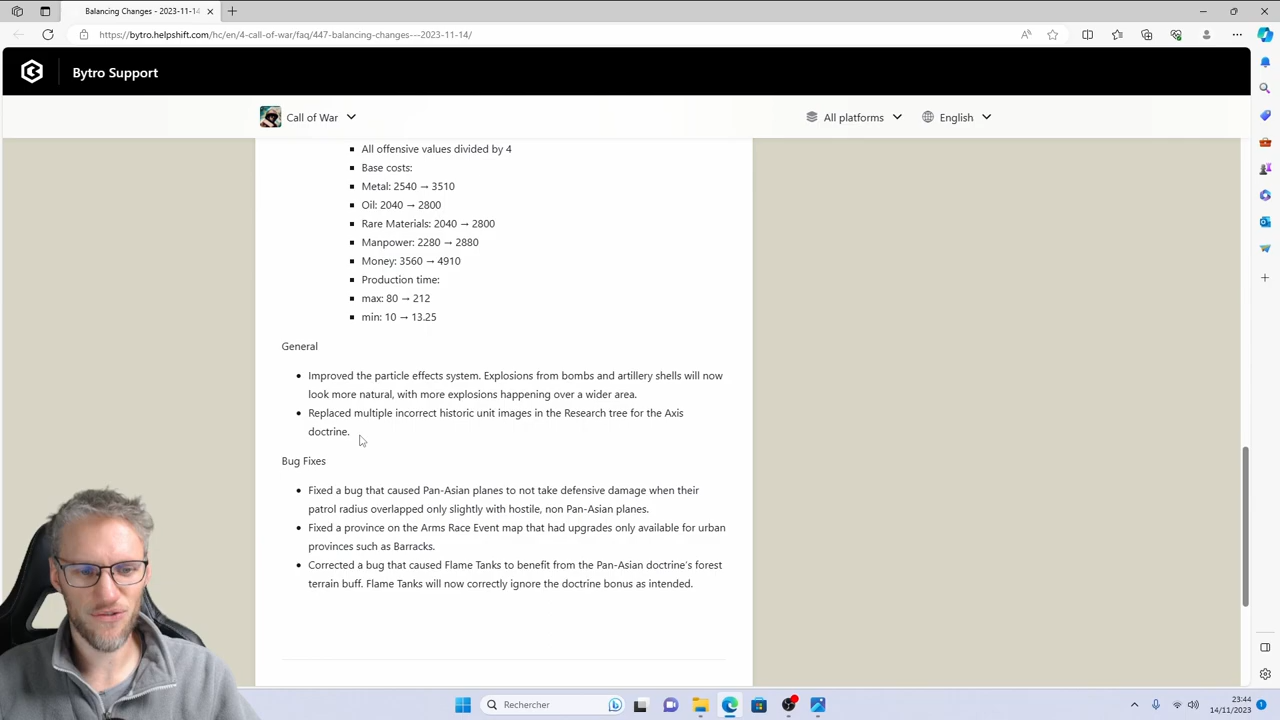 Balancing Changes - 2023-11-14
https://bytro.helpshift.com/hc/en/4-call-of-war/faq/447-balancing-changes---2023-11-14/
Bytro Support
Call of War
All platforms
English
All offensive values divided by 4
Base costs:
Metal: 2540 → 3510
Oil: 2040 → 2800
Rare Materials: 2040 → 2800
Manpower: 2280 → 2880
Money: 3560 → 4910
Production time:
max: 80 → 212
min: 10 → 13.25
General
Improved the particle effects system. Explosions from bombs and artillery shells will now
look more natural, with more explosions happening over a wider area.
Replaced multiple incorrect historic unit images in the Research tree for the Axis
doctrine.
Bug Fixes
Fixed a bug that caused Pan-Asian planes to not take defensive damage when their
patrol radius overlapped only slightly with hostile, non Pan-Asian planes.
Fixed a province on the Arms Race Event map that had upgrades only available for urban
provinces such as Barracks.
Corrected a bug that caused Flame Tanks to benefit from the Pan-Asian doctrine's forest
terrain buff. Flame Tanks will now correctly ignore the doctrine bonus as intended.
Rechercher
23:44
14/11/2023